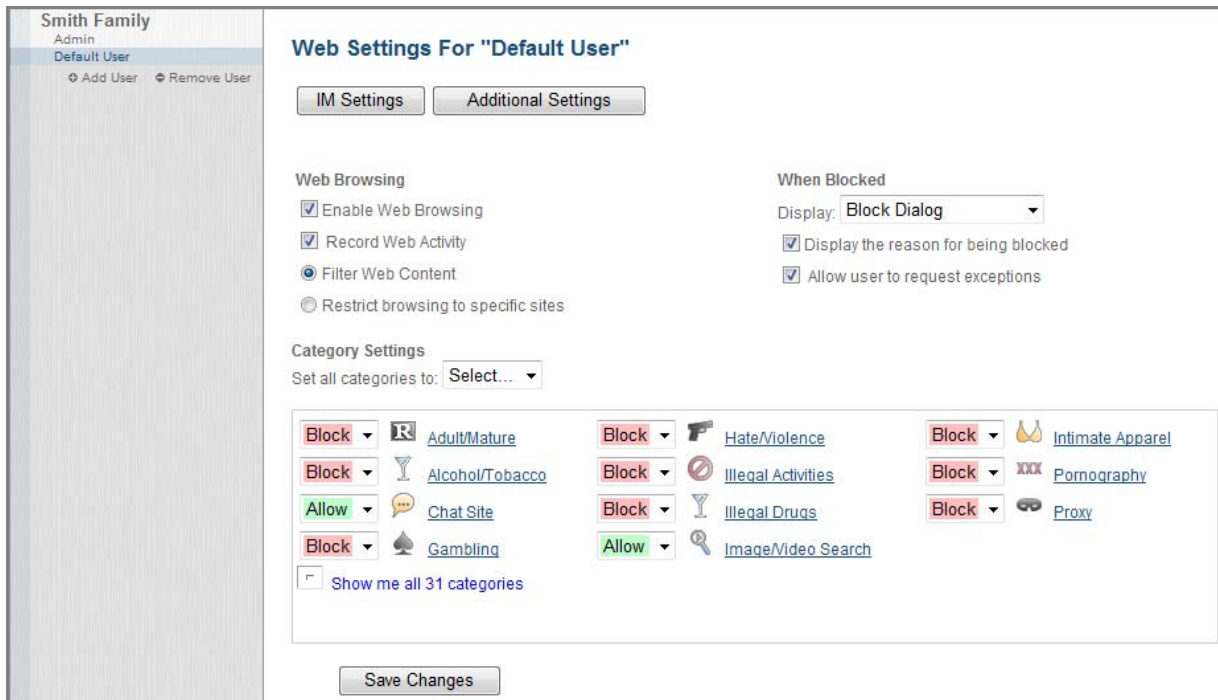 Smith Family
Admin
Default User
Add User Remove User
Web Settings For "Default User"
IM Settings Additional Settings
Web Browsing
Enable Web Browsing
Record Web Activity
Filter Web Content
Restrict browsing to specific sites
When Blocked
Display: Block Dialog
Display the reason for being blocked
Allow user to request exceptions
Category Settings
Set all categories to: Select...
Block R Adult/Mature Block Hate/Violence Block Intimate Apparel
Block Alcohol/Tobacco Block Illegal Activities Block XXX Pornography
Allow Chat Site Block Illegal Drugs Block Proxy
Block Gambling Allow Image/Video Search
Show me all 31 categories
Save Changes